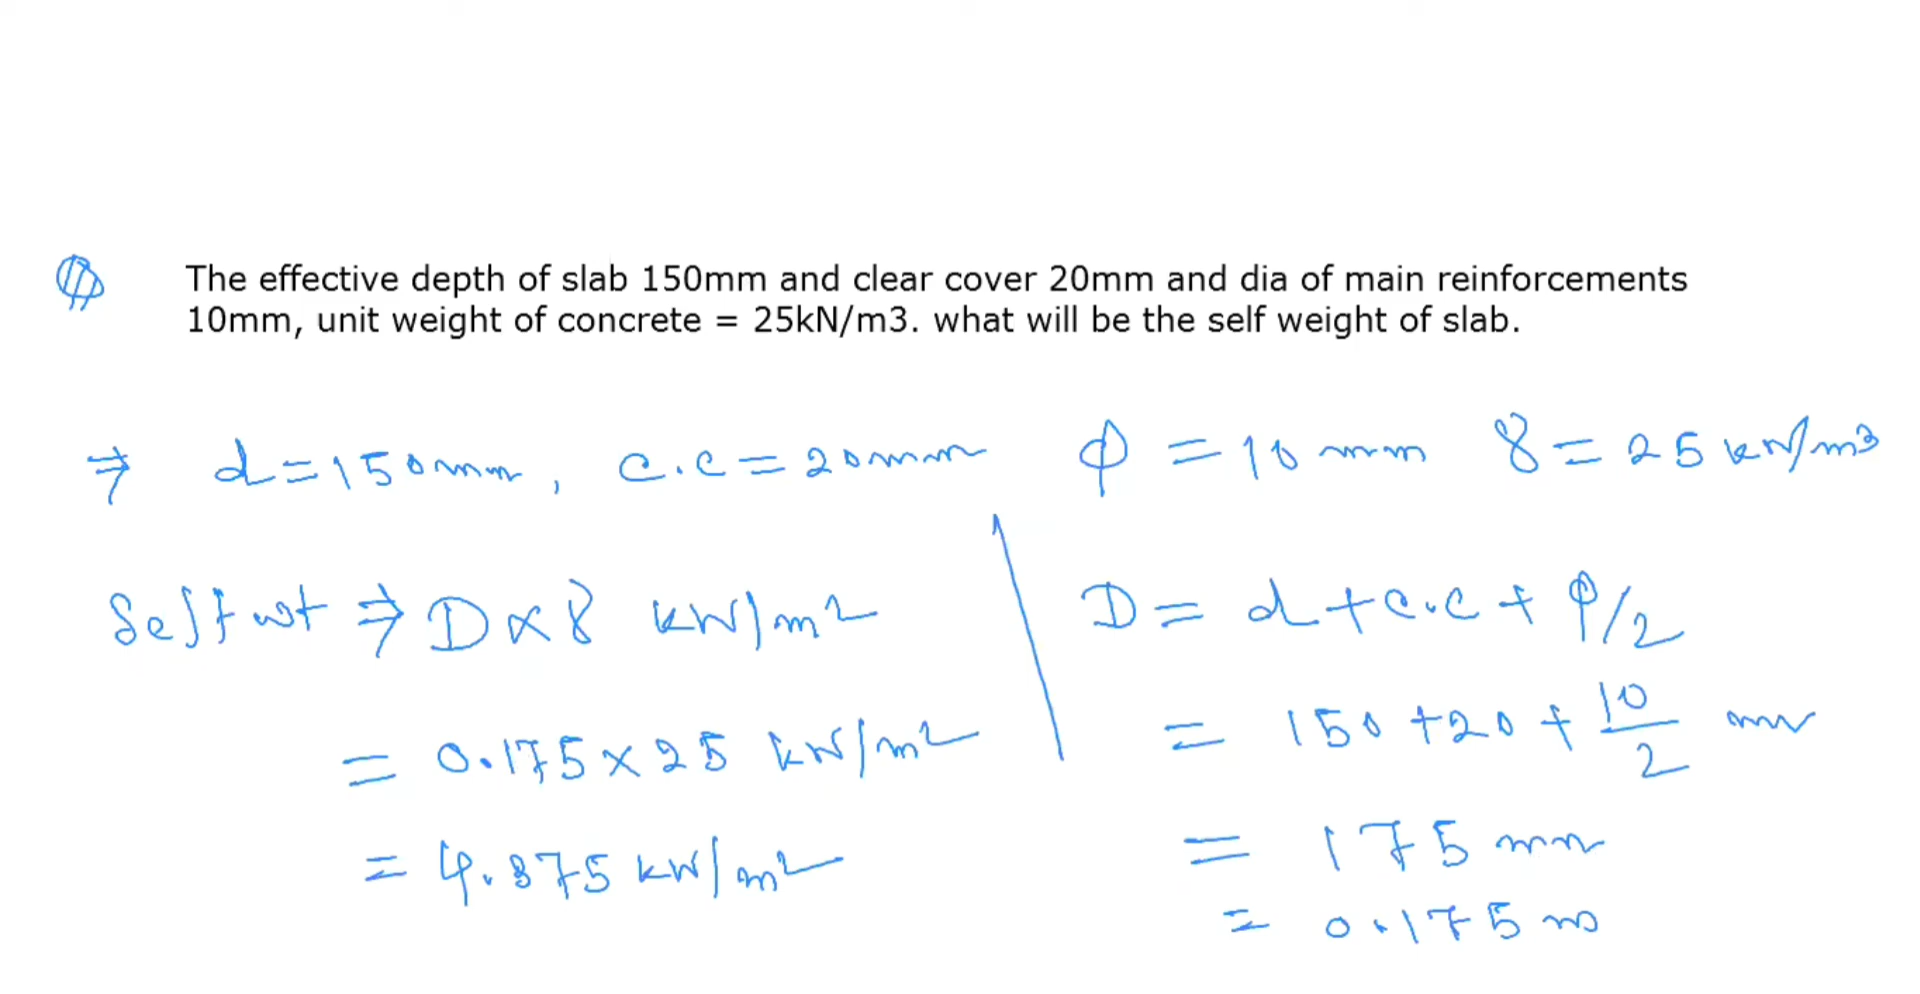 Q The effective depth of slab 150mm and clear cover 20mm and dia of main reinforcements
10mm, unit weight of concrete = 25kN/m3. what will be the self weight of slab.
⇒ d=150mm, c.c=20mm φ=10mm γ=25 kN/m3
Self wt ⇒ D×γ kN/m2
= 0.175×25 kN/m2
= 4.375 kN/m2
D= d+c.c+φ/2
= 150+20+10/2 mm
= 175 mm
= 0.175 m